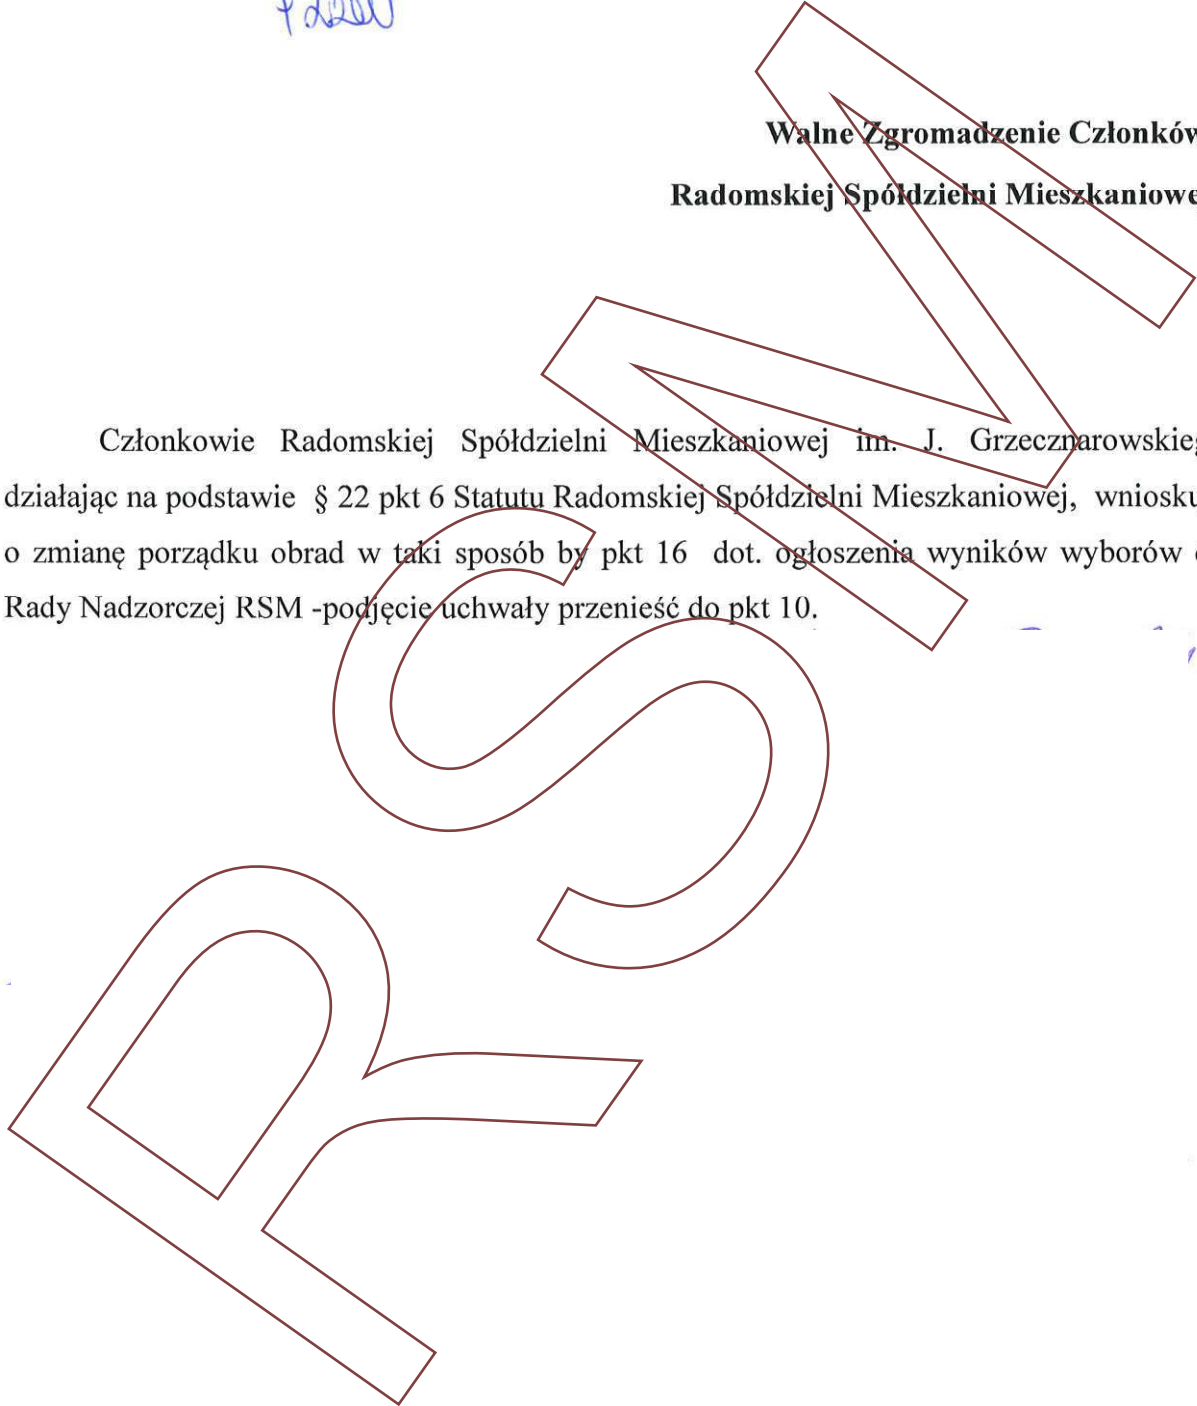 Walne Zgromadzenie Członków
Radomskiej Spółdzielni Mieszkaniowe
Członkowie Radomskiej Spółdzielni Mieszkaniowej im. J. Grzecznarowskieg
działając na podstawie § 22 pkt 6 Statutu Radomskiej Spółdzielni Mieszkaniowej, wniosku
o zmianę porządku obrad w taki sposób by pkt 16 dot. ogłoszenia wyników wyborów
Rady Nadzorczej RSM -podjęcie uchwały przenieść do pkt 10.
RSM